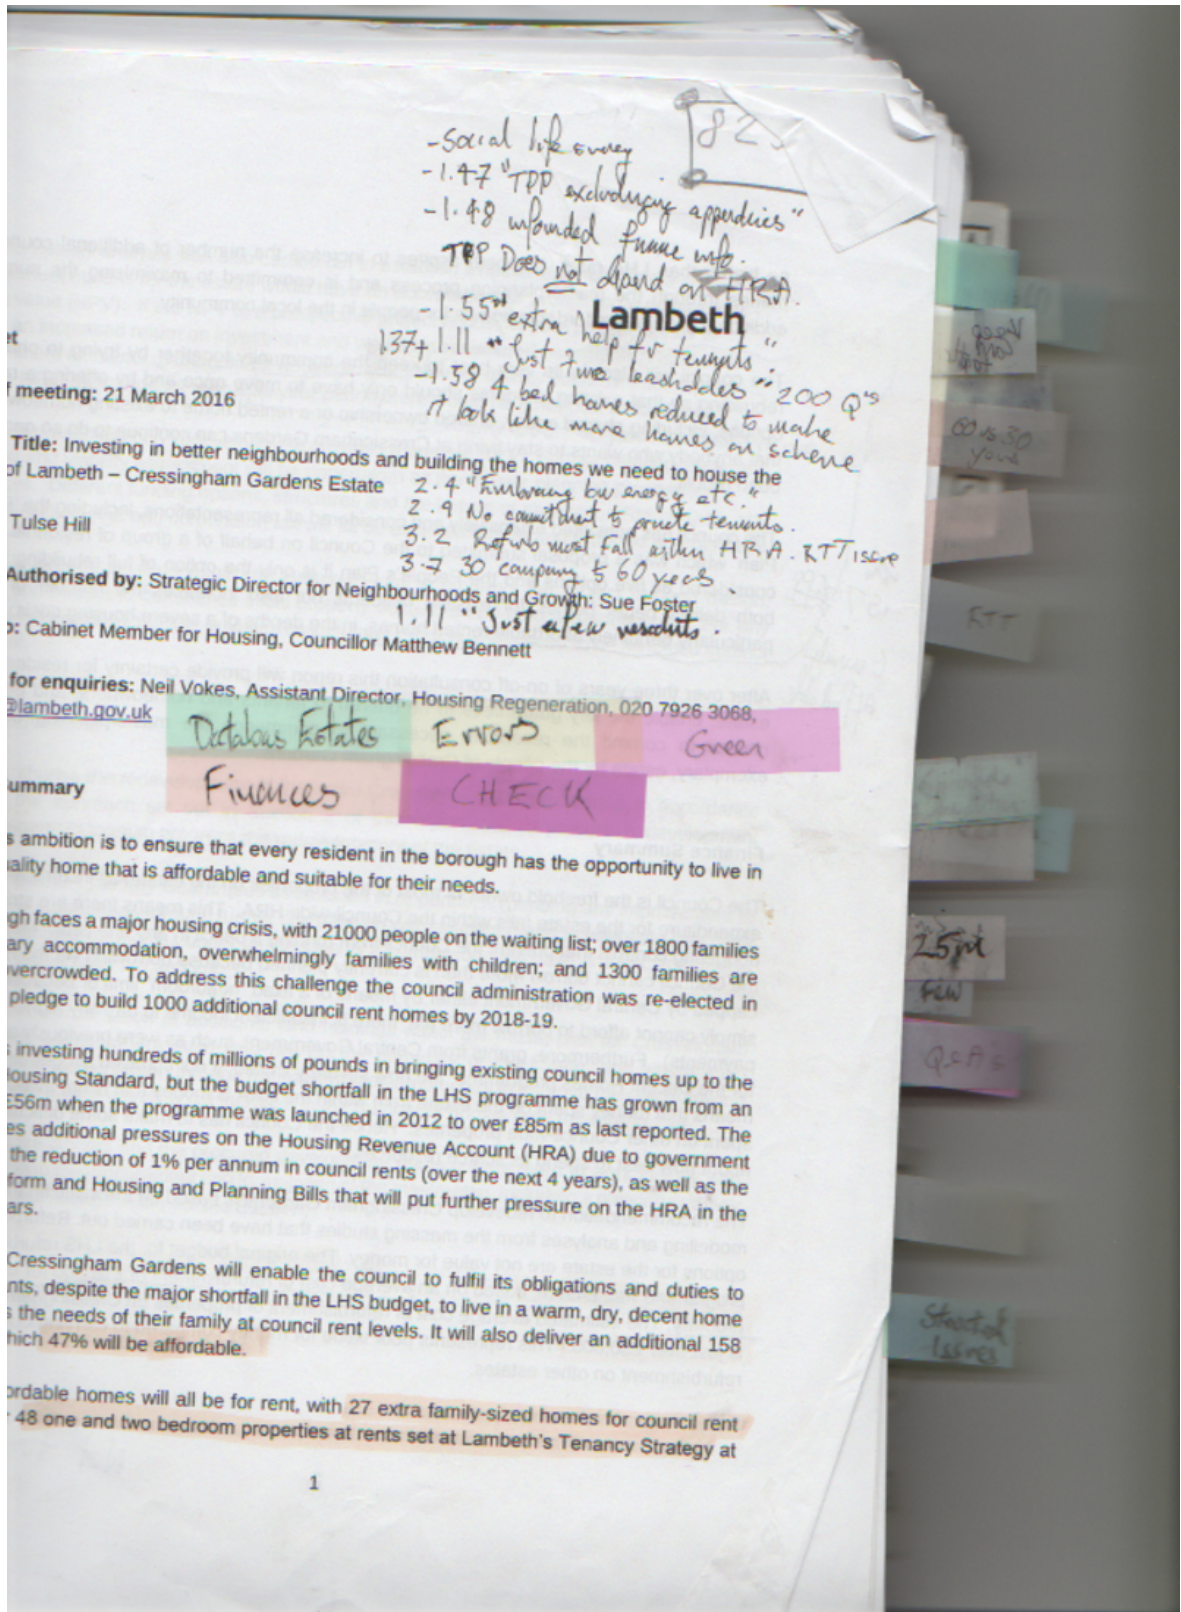 82
- Social life survey
- 1.47 "TPP excluduging appendices"
- 1.48 unfounded future info.
TPP Does not depend on HRA.
- 1.55 "extra help for tenants"
Lambeth
1.37 + 1.11 "Just two leaseholders" 200 Q's
- 1.58 4 bed homes reduced to make
it look like more homes on scheme
et
meeting: 21 March 2016
Title: Investing in better neighbourhoods and building the homes we need to house the
of Lambeth – Cressingham Gardens Estate
2.4 "Embracing low energy etc."
2.9 No commitment to private tenants.
Tulse Hill
3.2 Refurb must fall within HRA. RTT issue
3.7 30 company to 60 years
Authorised by: Strategic Director for Neighbourhoods and Growth: Sue Foster
1.11 "Just a few residents.
o: Cabinet Member for Housing, Councillor Matthew Bennett
for enquiries: Neil Vokes, Assistant Director, Housing Regeneration, 020 7926 3068,
@lambeth.gov.uk
Estates
Errors
Green
Finances
CHECK
ummary
s ambition is to ensure that every resident in the borough has the opportunity to live in
ality home that is affordable and suitable for their needs.
gh faces a major housing crisis, with 21000 people on the waiting list; over 1800 families
ary accommodation, overwhelmingly families with children; and 1300 families are
vercrowded. To address this challenge the council administration was re-elected in
pledge to build 1000 additional council rent homes by 2018-19.
investing hundreds of millions of pounds in bringing existing council homes up to the
ousing Standard, but the budget shortfall in the LHS programme has grown from an
£56m when the programme was launched in 2012 to over £85m as last reported. The
es additional pressures on the Housing Revenue Account (HRA) due to government
the reduction of 1% per annum in council rents (over the next 4 years), as well as the
form and Housing and Planning Bills that will put further pressure on the HRA in the
ars.
Cressingham Gardens will enable the council to fulfil its obligations and duties to
nts, despite the major shortfall in the LHS budget, to live in a warm, dry, decent home
s the needs of their family at council rent levels. It will also deliver an additional 158
hich 47% will be affordable.
ordable homes will all be for rent, with 27 extra family-sized homes for council rent
48 one and two bedroom properties at rents set at Lambeth's Tenancy Strategy at
1
60 vs 30
years
RTT
25m
Few
Q&A's
Structral
Issues